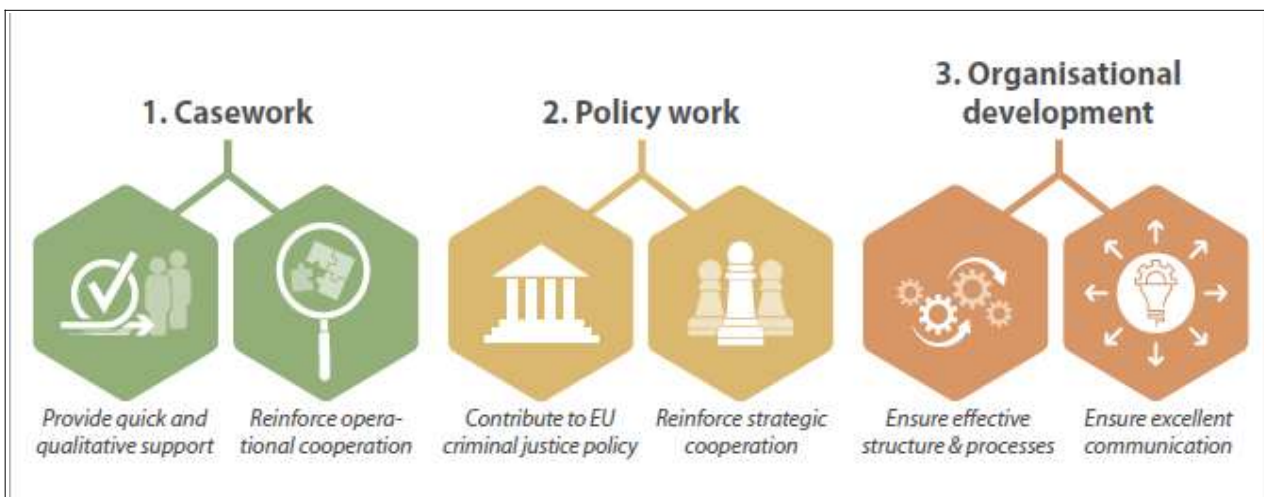 1. Casework
2. Policy work
3. Organisational
development
Provide quick and
qualitative support
Reinforce opera-
tional cooperation
Contribute to EU
criminal justice policy
Reinforce strategic
cooperation
Ensure effective
structure & processes
Ensure excellent
communication